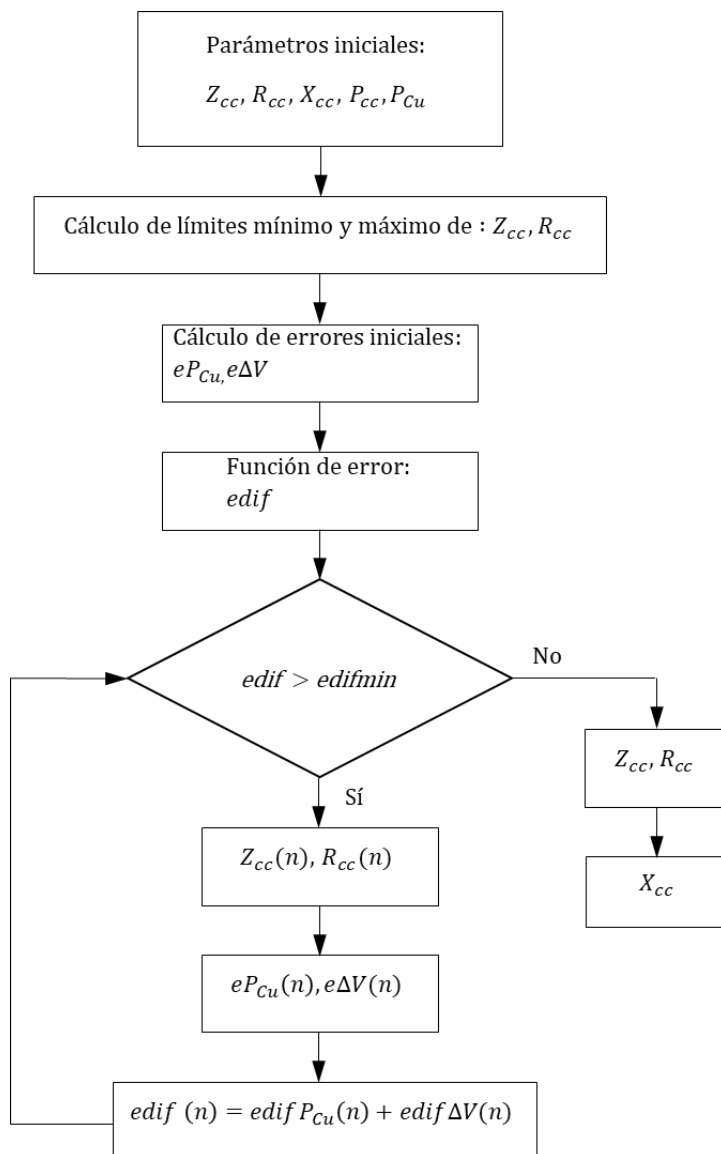 Parámetros iniciales:
Z_cc, R_cc, X_cc, P_cc, P_Cu
Cálculo de límites mínimo y máximo de : Z_cc, R_cc
Cálculo de errores iniciales:
eP_Cu, eΔV
Función de error:
edif
edif > edifmin
No
Z_cc, R_cc
Sí
Z_cc(n), R_cc(n)
X_cc
eP_Cu(n), eΔV(n)
edif (n) = edif P_Cu(n) + edif ΔV(n)